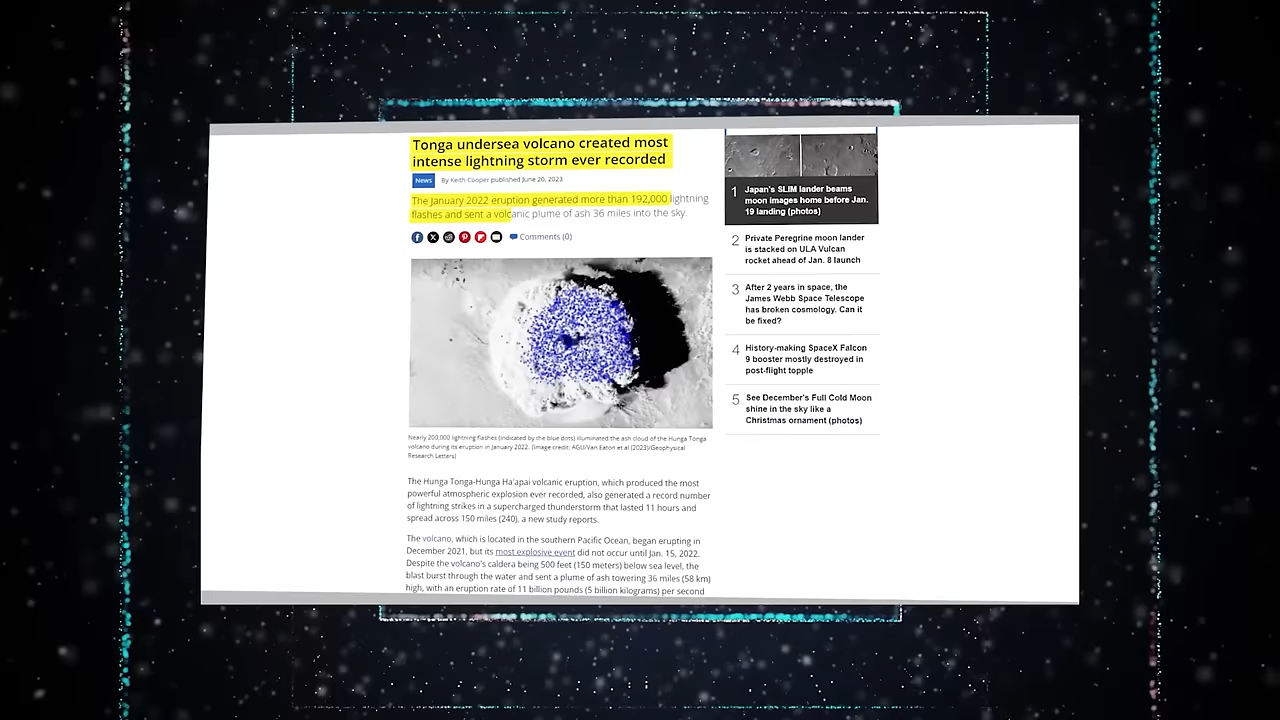 Tonga undersea volcano created most
intense lightning storm ever recorded
News
By Keith Cooper published June 20, 2023
The January 2022 eruption generated more than 192,000 lightning
flashes and sent a volcanic plume of ash 36 miles into the sky.
Comments (0)
Nearly 200,000 lightning flashes (indicated by the blue dots) illuminated the ash cloud of the Hunga Tonga
volcano during its eruption in January 2022. (Image credit: AGU/Van Eaton et al (2023)/Geophysical
Research Letters)
The Hunga Tonga-Hunga Ha'apai volcanic eruption, which produced the most
powerful atmospheric explosion ever recorded, also generated a record number
of lightning strikes in a supercharged thunderstorm that lasted 11 hours and
spread across 150 miles (240), a new study reports.
The volcano, which is located in the southern Pacific Ocean, began erupting in
December 2021, but its most explosive event did not occur until Jan. 15, 2022.
Despite the volcano's caldera being 500 feet (150 meters) below sea level, the
blast burst through the water and sent a plume of ash towering 36 miles (58 km)
high, with an eruption rate of 11 billion pounds (5 billion kilograms) per second
1
Japan's SLIM lander beams
moon images home before Jan.
19 landing (photos)
2
Private Peregrine moon lander
is stacked on ULA Vulcan
rocket ahead of Jan. 8 launch
3
After 2 years in space, the
James Webb Space Telescope
has broken cosmology. Can it
be fixed?
4
History-making SpaceX Falcon
9 booster mostly destroyed in
post-flight topple
5
See December's Full Cold Moon
shine in the sky like a
Christmas ornament (photos)